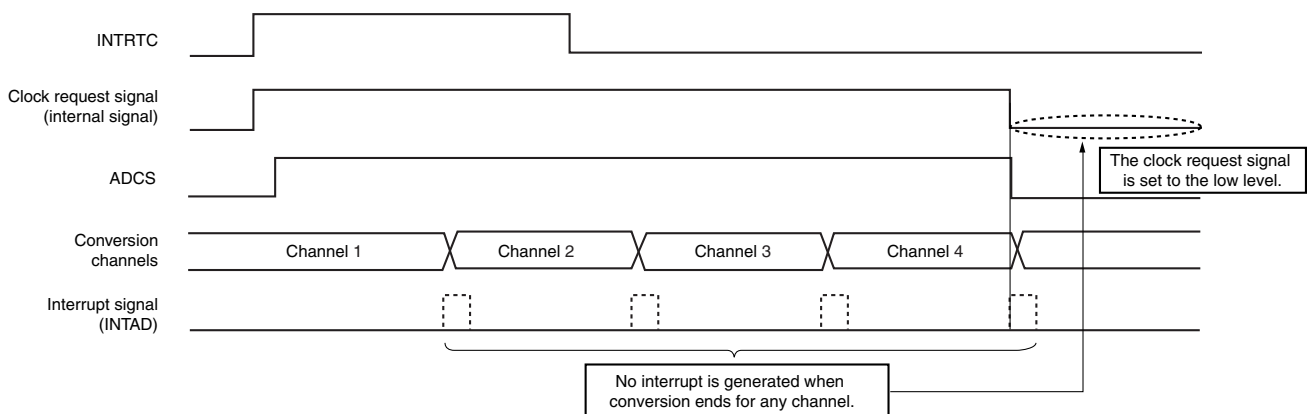 INTRTC
Clock request signal
(internal signal)
The clock request signal
is set to the low level.
ADCS
Conversion
channels
Channel 1
Channel 2
Channel 3
Channel 4
Interrupt signal
(INTAD)
No interrupt is generated when
conversion ends for any channel.